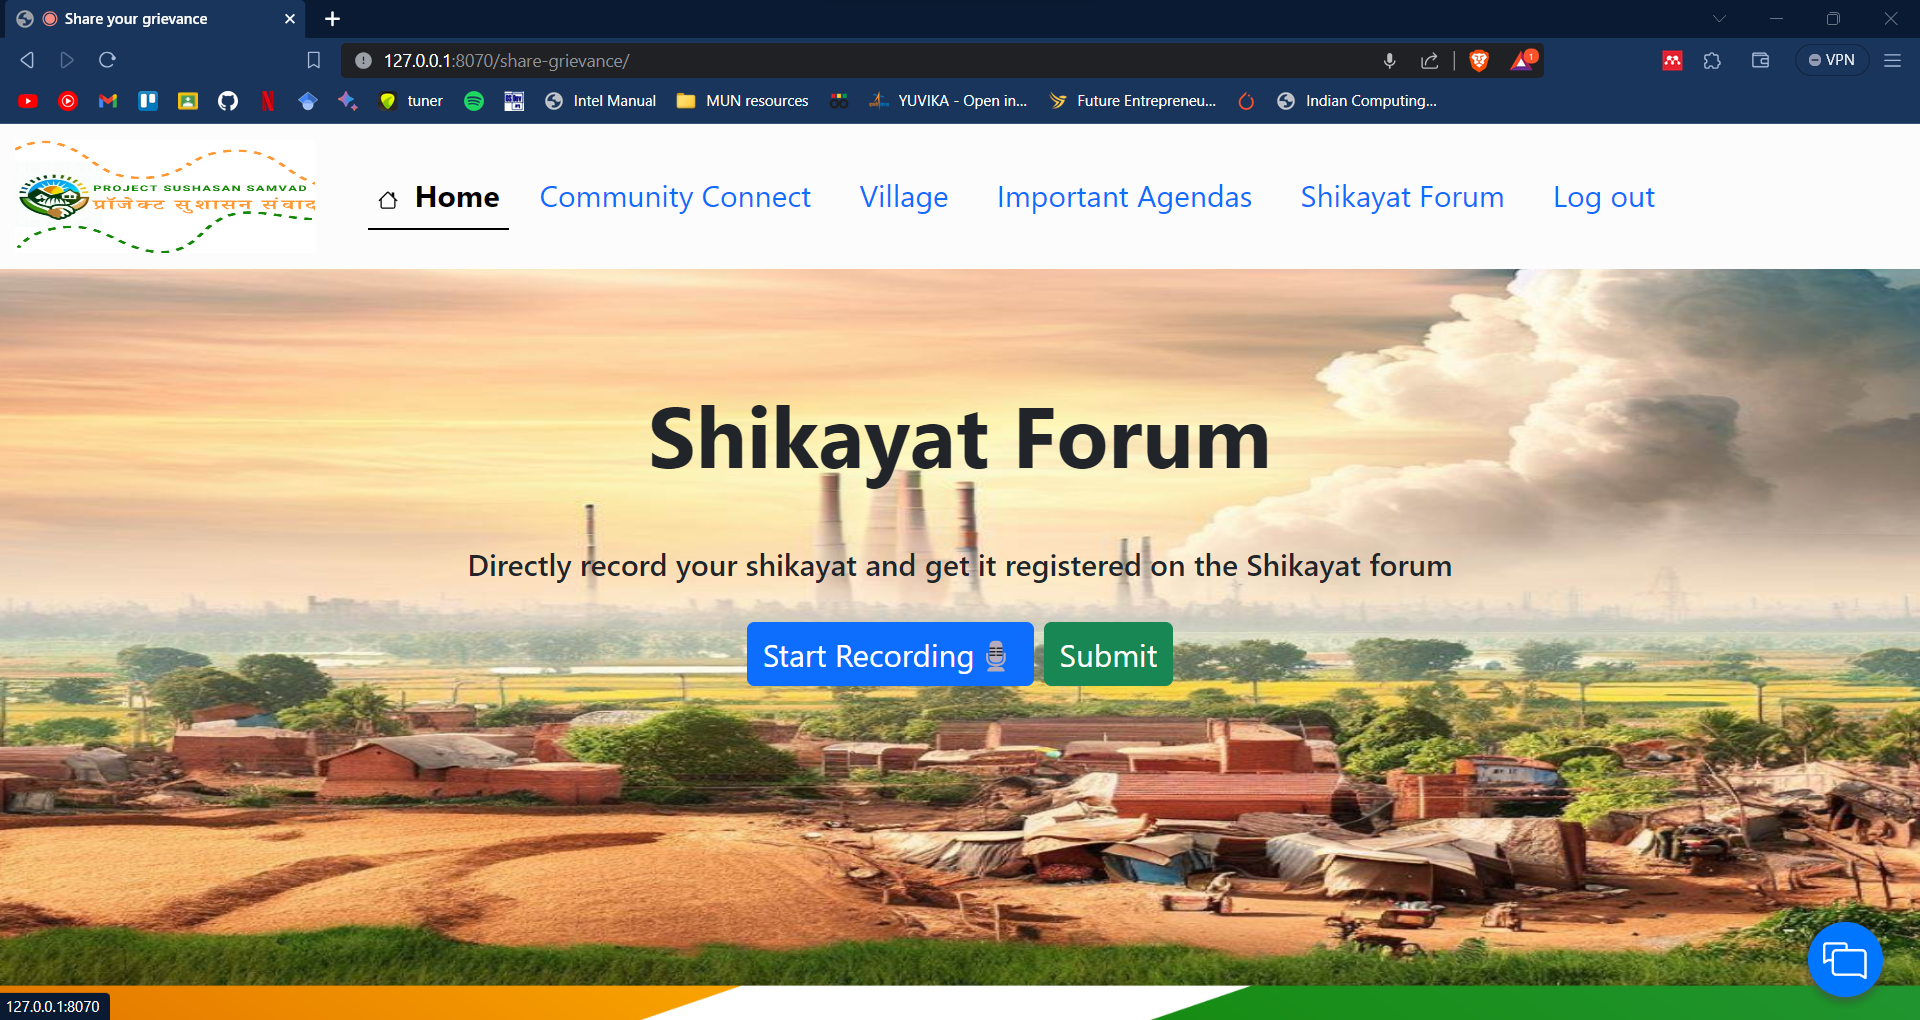 Share your grievance
127.0.0.1:8070/share-grievance/
1
VPN
tuner
Intel Manual
MUN resources
YUVIKA - Open in...
Future Entrepreneu...
Indian Computing...
PROJECT SUSHASAN SAMVAD
प्रॉजेक्ट सुशासन संवाद
Home
Community Connect
Village
Important Agendas
Shikayat Forum
Log out
Shikayat Forum
Directly record your shikayat and get it registered on the Shikayat forum
Start Recording
Submit
127.0.0.1:8070